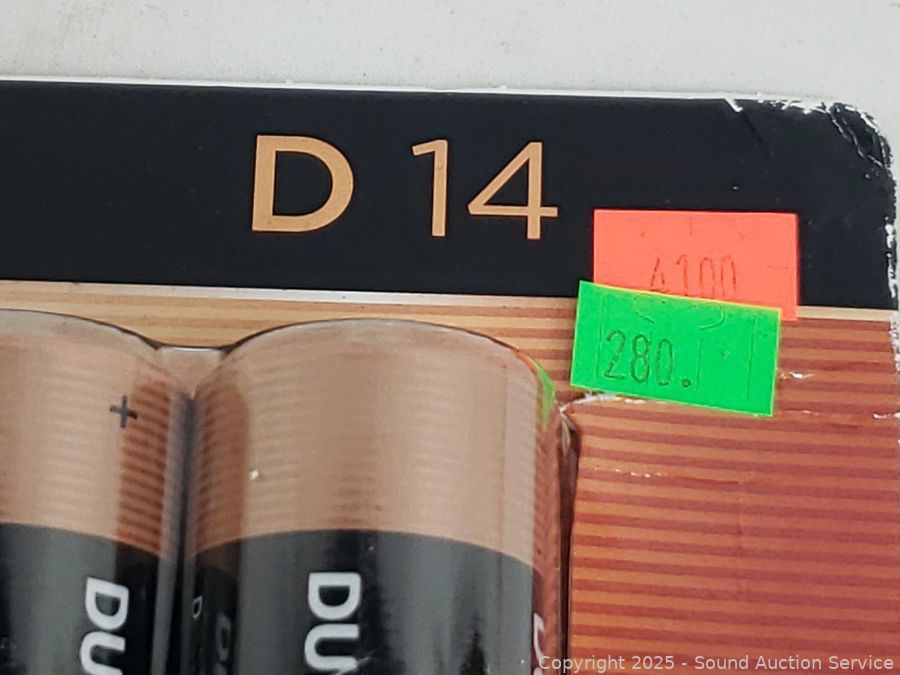 D 14
4100
280.
+
DU
DU
D
Copyright 2025 - Sound Auction Service